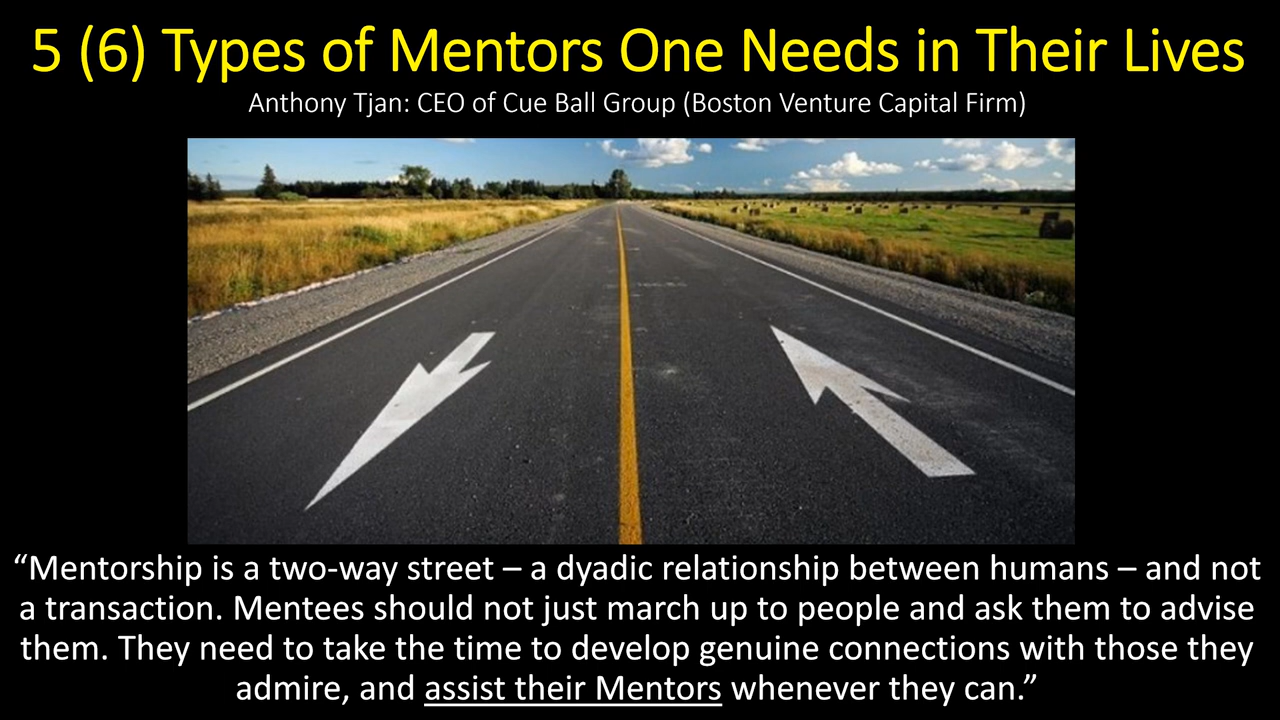 5 (6) Types of Mentors One Needs in Their Lives
Anthony Tjan: CEO of Cue Ball Group (Boston Venture Capital Firm)
“Mentorship is a two-way street – a dyadic relationship between humans – and not
a transaction. Mentees should not just march up to people and ask them to advise
them. They need to take the time to develop genuine connections with those they
admire, and assist their Mentors whenever they can.”